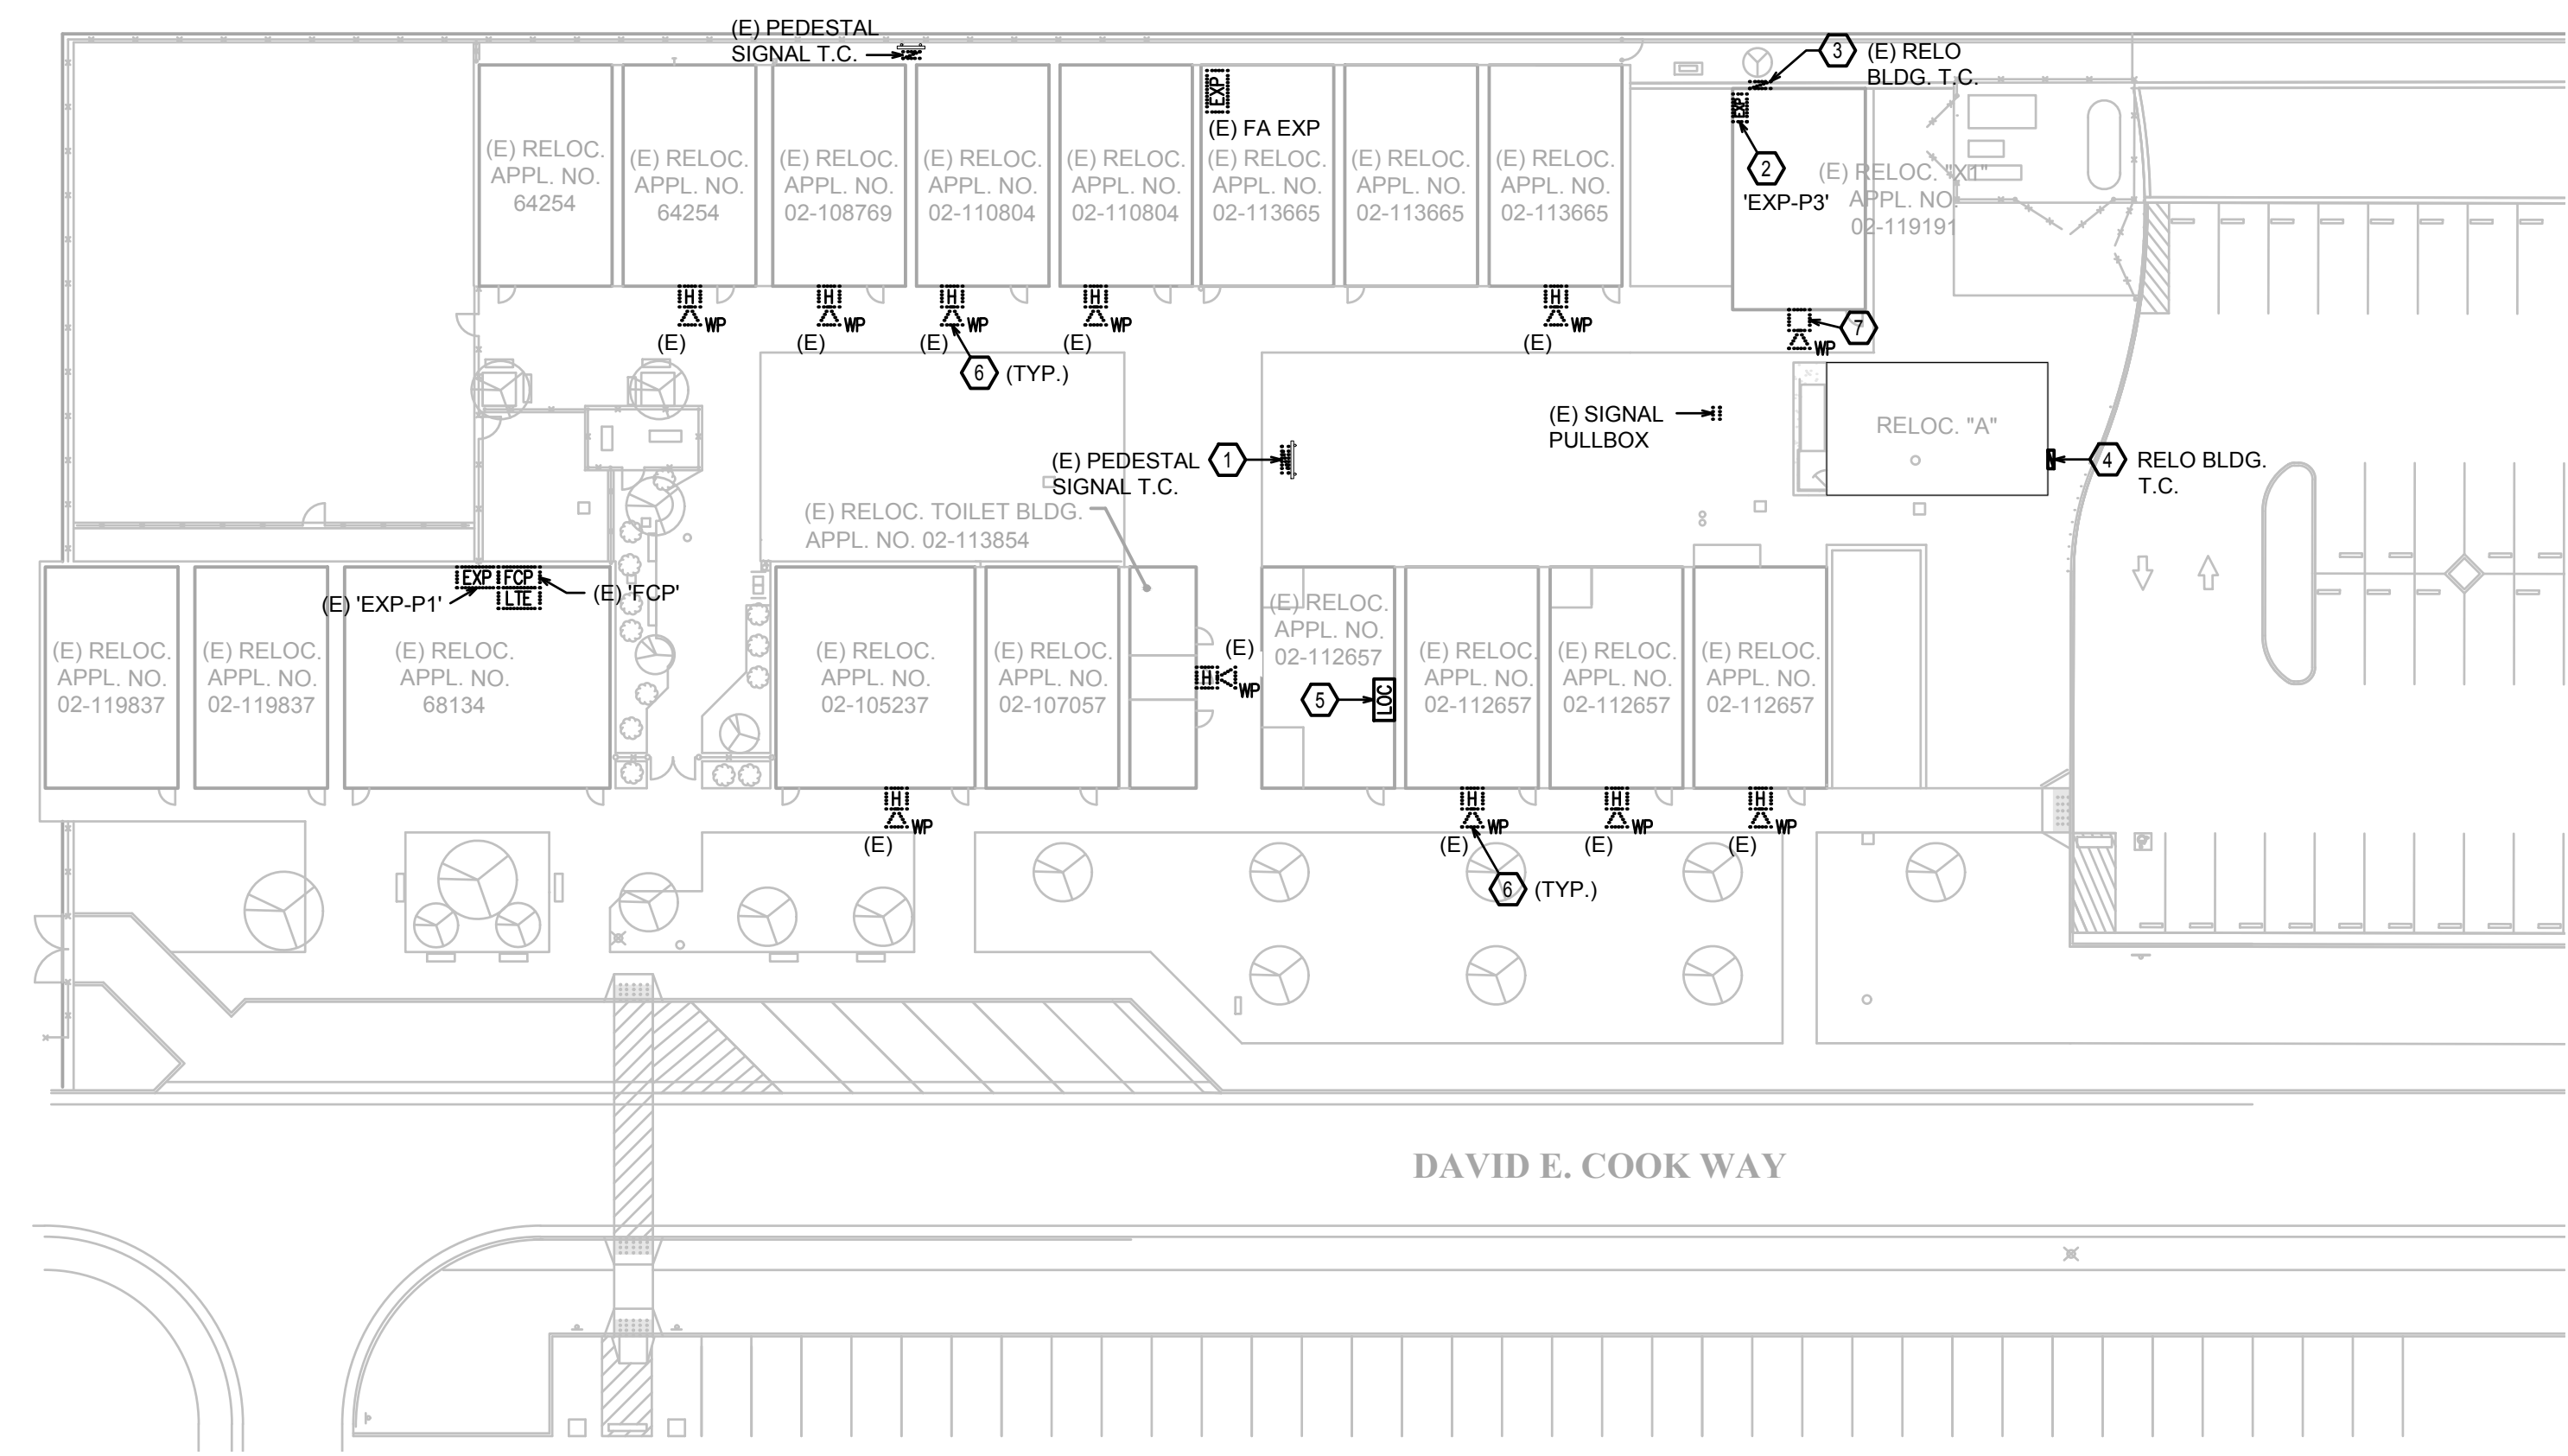 (E) PEDESTAL
SIGNAL T.C.
3
(E) RELO
BLDG. T.C.
EXP
(E) FA EXP
EXP
2
'EXP-P3'
(E) RELOC.
APPL. NO.
64254
(E) RELOC.
APPL. NO.
64254
(E) RELOC.
APPL. NO.
02-108769
(E) RELOC.
APPL. NO.
02-110804
(E) RELOC.
APPL. NO.
02-110804
(E) RELOC.
APPL. NO.
02-113665
(E) RELOC.
APPL. NO.
02-113665
(E) RELOC.
APPL. NO.
02-113665
(E) RELOC. "X1"
APPL. NO.
02-119191
H
WP
(E)
H
WP
(E)
H
WP
(E)
6 (TYP.)
H
WP
(E)
H
WP
(E)
WP
7
(E) SIGNAL
PULLBOX
RELOC. "A"
(E) PEDESTAL
SIGNAL T.C.
1
4
RELO BLDG.
T.C.
(E) RELOC. TOILET BLDG.
APPL. NO. 02-113854
EXP FCP
LTE
(E) 'EXP-P1'
(E) 'FCP'
(E) RELOC.
APPL. NO.
02-119837
(E) RELOC.
APPL. NO.
02-119837
(E) RELOC.
APPL. NO.
68134
(E) RELOC.
APPL. NO.
02-105237
(E) RELOC.
APPL. NO.
02-107057
(E)
H
WP
(E) RELOC.
APPL. NO.
02-112657
5
LOC
(E) RELOC.
APPL. NO.
02-112657
(E) RELOC.
APPL. NO.
02-112657
(E) RELOC.
APPL. NO.
02-112657
H
WP
(E)
H
WP
(E)
H
WP
(E)
H
WP
(E)
6 (TYP.)
DAVID E. COOK WAY